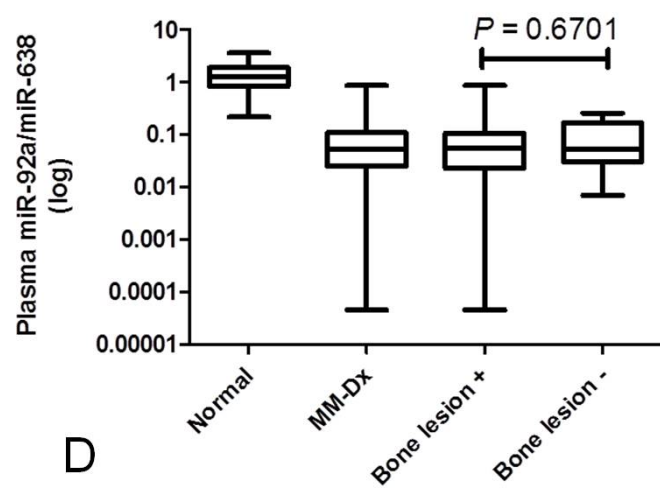 P = 0.6701
Plasma miR-92a/miR-638
(log)
10
1
0.1
0.01
0.001
0.0001
0.00001
Normal
MM-Dx
Bone lesion +
Bone lesion -
D